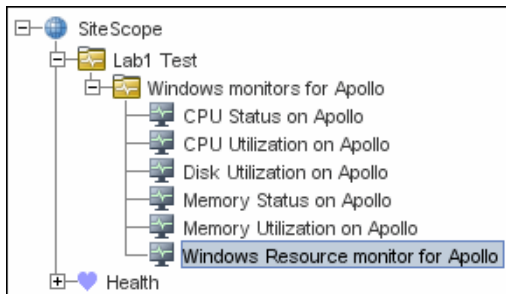 SiteScope
Lab1 Test
Windows monitors for Apollo
CPU Status on Apollo
CPU Utilization on Apollo
Disk Utilization on Apollo
Memory Status on Apollo
Memory Utilization on Apollo
Windows Resource monitor for Apollo
Health